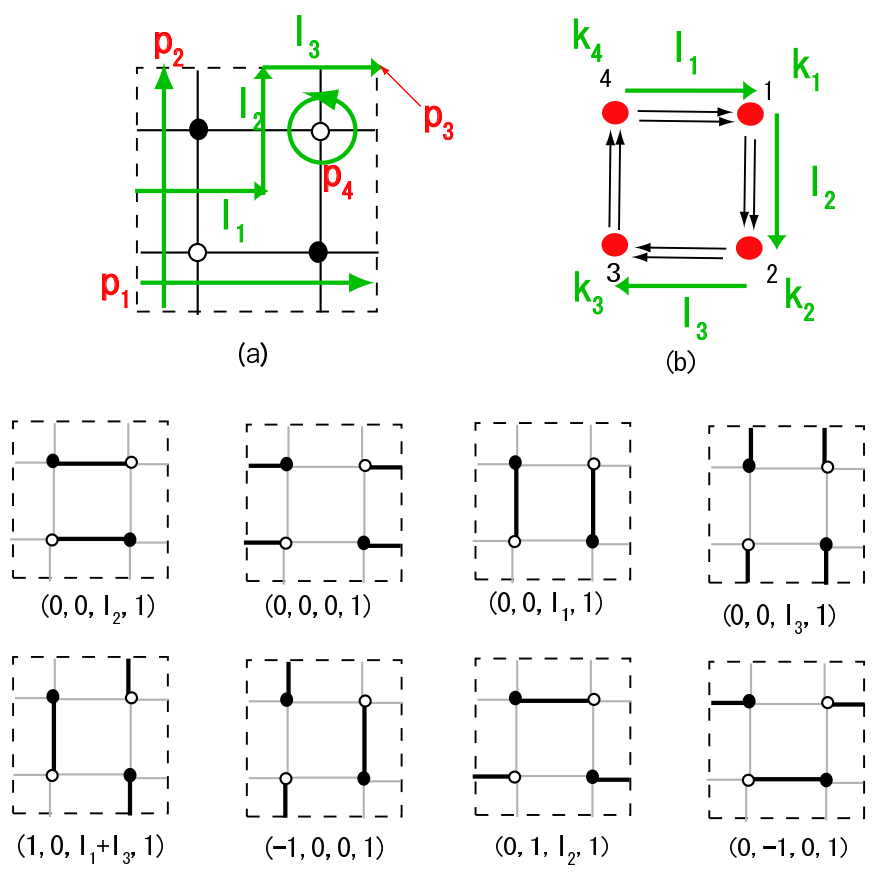 l₃
p₂
l₂
p₃
p₄
l₁
p₁
(a)
k₄
l₁
k₁
4
1
l₂
3
2
k₃
k₂
l₃
(b)
(0, 0, l₂, 1)
(0, 0, 0, 1)
(0, 0, l₁, 1)
(0, 0, l₃, 1)
(1, 0, l₁+l₃, 1)
(-1, 0, 0, 1)
(0, 1, l₂, 1)
(0, -1, 0, 1)